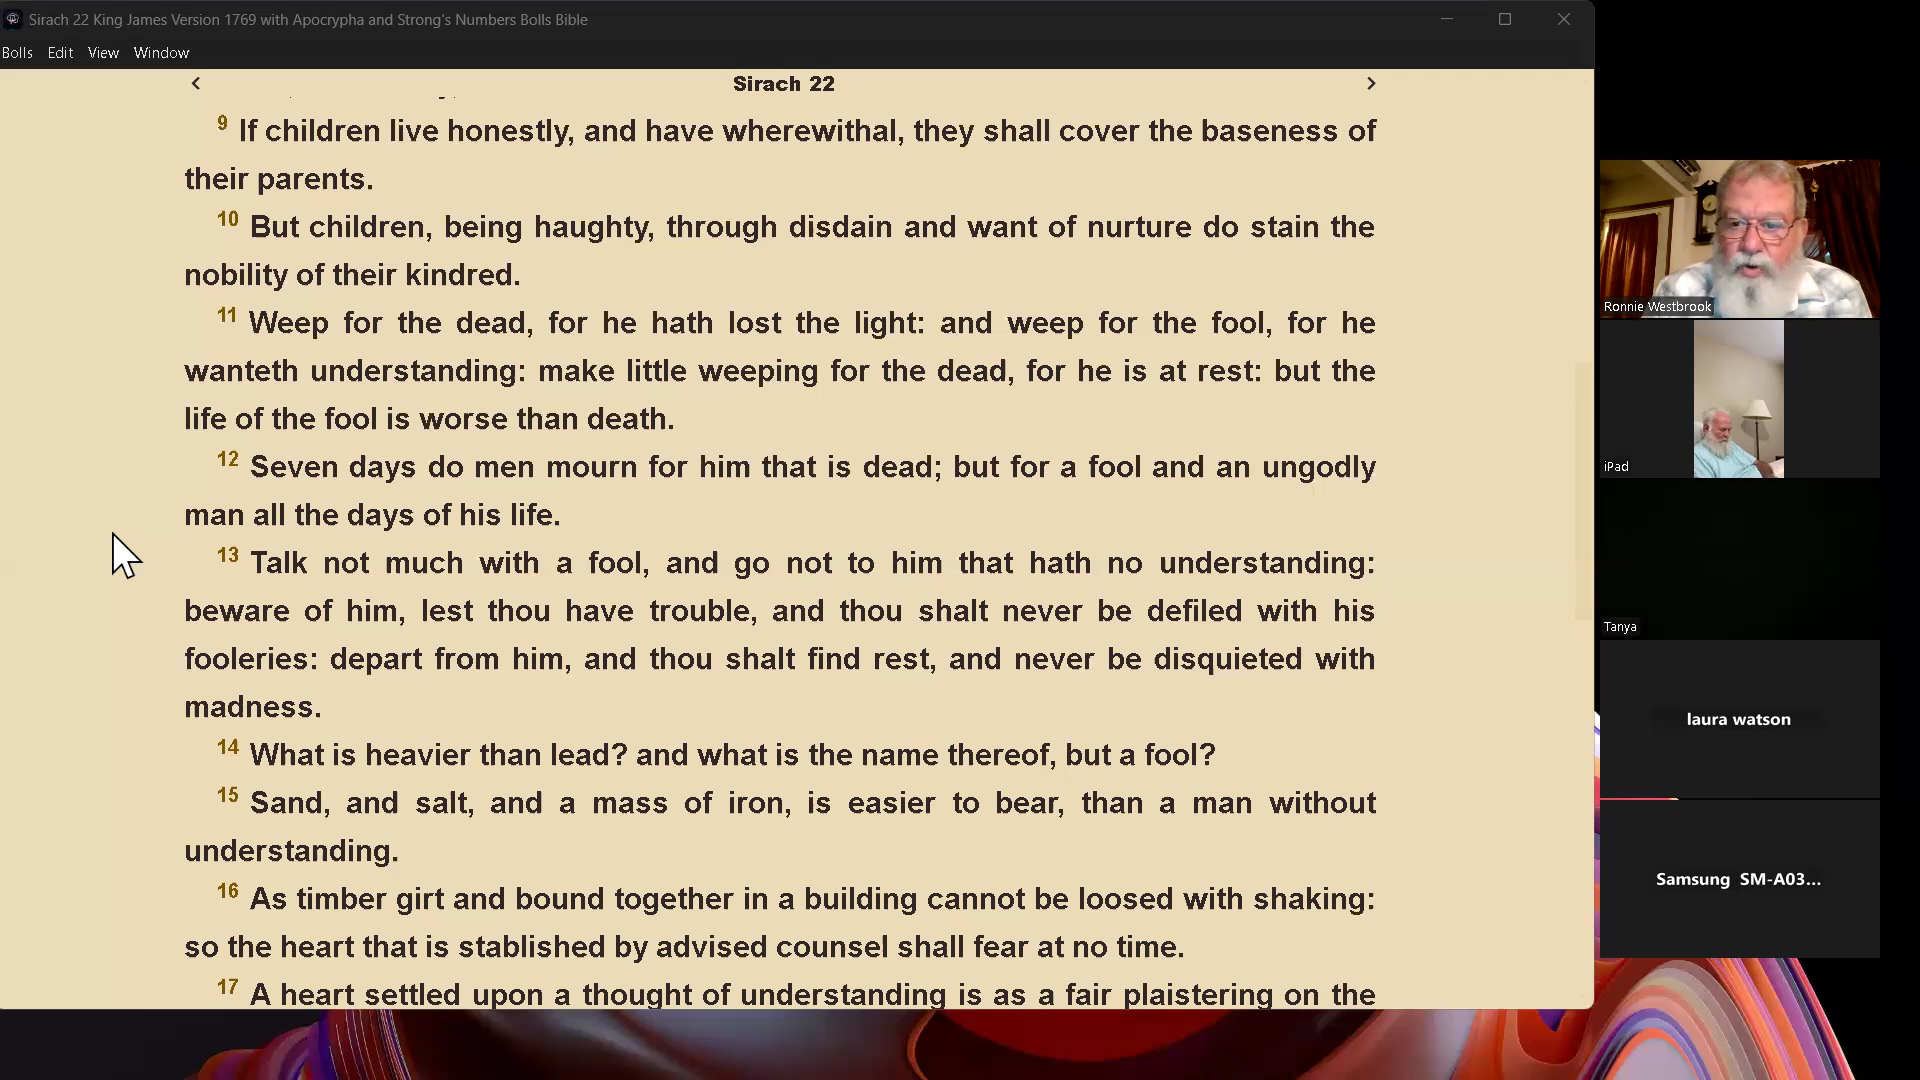 Sirach 22 King James Version 1769 with Apocrypha and Strong's Numbers Bolls Bible
Bolls Edit View Window
Sirach 22
9 If children live honestly, and have wherewithal, they shall cover the baseness of
their parents.
10 But children, being haughty, through disdain and want of nurture do stain the
nobility of their kindred.
11 Weep for the dead, for he hath lost the light: and weep for the fool, for he
wanteth understanding: make little weeping for the dead, for he is at rest: but the
life of the fool is worse than death.
12 Seven days do men mourn for him that is dead; but for a fool and an ungodly
man all the days of his life.
13 Talk not much with a fool, and go not to him that hath no understanding:
beware of him, lest thou have trouble, and thou shalt never be defiled with his
fooleries: depart from him, and thou shalt find rest, and never be disquieted with
madness.
14 What is heavier than lead? and what is the name thereof, but a fool?
15 Sand, and salt, and a mass of iron, is easier to bear, than a man without
understanding.
16 As timber girt and bound together in a building cannot be loosed with shaking:
so the heart that is stablished by advised counsel shall fear at no time.
17 A heart settled upon a thought of understanding is as a fair plaistering on the
Ronnie Westbrook
iPad
Tanya
laura watson
Samsung SM-A03...